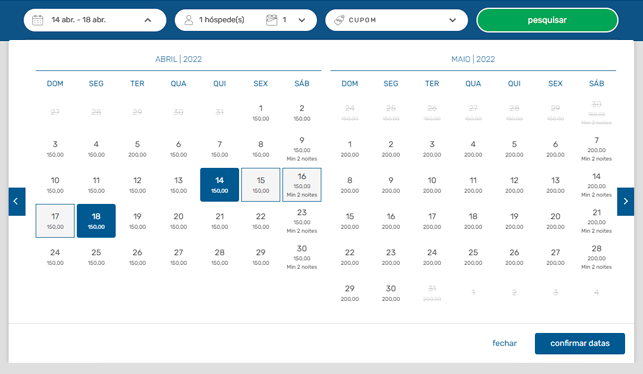 14 abr. - 18 abr. 1 hóspede(s) 1 CUPOM pesquisar
ABRIL | 2022
DOM SEG TER QUA QUI SEX SÁB
27 28 29 30 31 1 2
150,00 150,00
3 4 5 6 7 8 9
150,00 150,00 200,00 150,00 150,00 150,00 150,00
Min 2 noites
10 11 12 13 14 15 16
150,00 150,00 150,00 150,00 150,00 150,00 150,00
Min 2 noites
17 18 19 20 21 22 23
150,00 150,00 150,00 150,00 150,00 150,00 150,00
Min 2 noites
24 25 26 27 28 29 30
150,00 150,00 150,00 150,00 150,00 150,00 150,00
Min 2 noites
MAIO | 2022
DOM SEG TER QUA QUI SEX SÁB
24 25 26 27 28 29 30
150,00 150,00 150,00 150,00 150,00 150,00 150,00
Min 2 noites
1 2 3 4 5 6 7
200,00 200,00 200,00 200,00 200,00 200,00 200,00
Min 2 noites
8 9 10 11 12 13 14
200,00 200,00 200,00 200,00 200,00 200,00 200,00
Min 2 noites
15 16 17 18 19 20 21
200,00 200,00 200,00 200,00 200,00 200,00 200,00
Min 2 noites
22 23 24 25 26 27 28
200,00 200,00 200,00 200,00 200,00 200,00 200,00
Min 2 noites
29 30 31 1 2 3 4
200,00 200,00 200,00
fechar confirmar datas